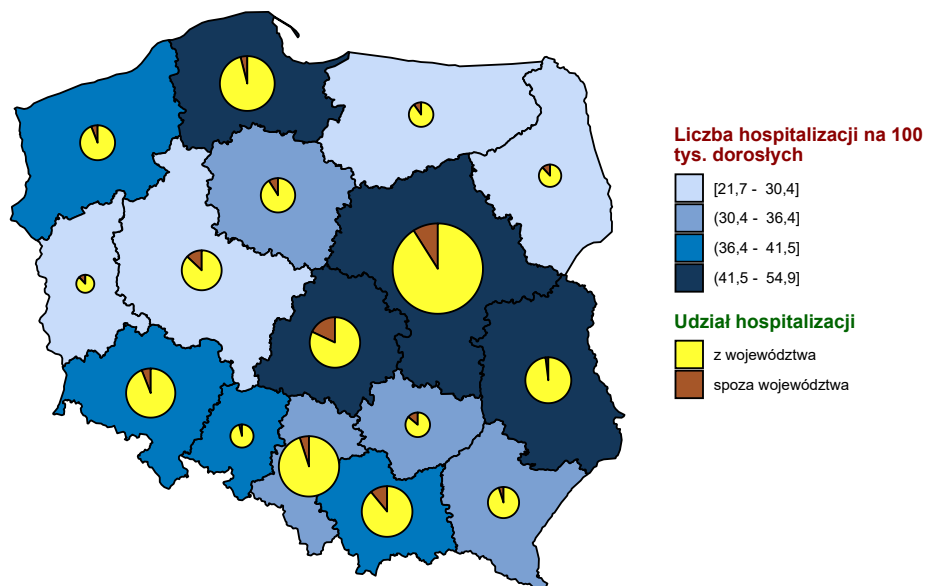 Liczba hospitalizacji na 100
tys. dorosłych
[21,7 - 30,4]
(30,4 - 36,4]
(36,4 - 41,5]
(41,5 - 54,9]
Udział hospitalizacji
z województwa
spoza województwa